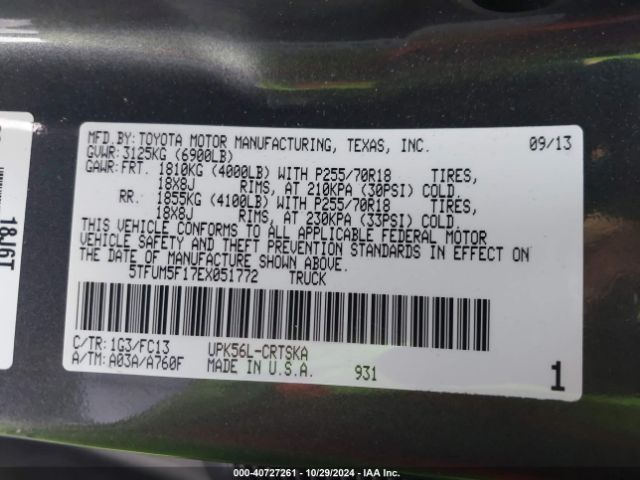 MFD.BY:TOYOTA MOTOR MANUFACTURING, TEXAS, INC. 09/13
GVWR:3125KG (6900LB)
GAWR:FRT. 1810KG (4000LB) WITH P255/70R18 TIRES,
18X8J RIMS, AT 210KPA (30PSI) COLD.
RR. 1855KG (4100LB) WITH P255/70R18 TIRES,
18X8J RIMS, AT 230KPA (33PSI) COLD.
THIS VEHICLE CONFORMS TO ALL APPLICABLE FEDERAL MOTOR
VEHICLE SAFETY AND THEFT PREVENTION STANDARDS IN EFFECT ON
THE DATE OF MANUFACTURE SHOWN ABOVE.
5TFUM5F17EX051772 TRUCK
C/TR:1G3/FC13 UPK56L-CRTSKA
A/TM:A03A/A760F MADE IN U.S.A. 931 1
18J6T
000-40727261 - 10/29/2024 - IAA Inc.